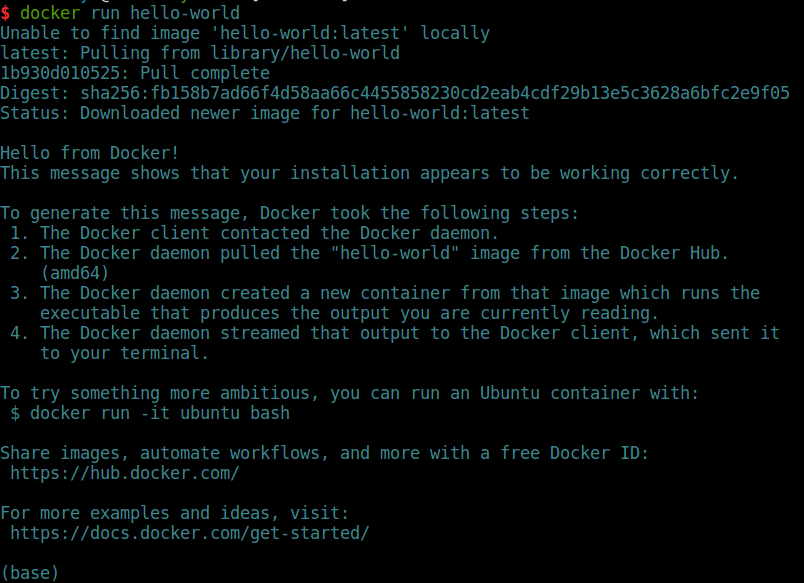 $ docker run hello-world
Unable to find image 'hello-world:latest' locally
latest: Pulling from library/hello-world
1b930d010525: Pull complete
Digest: sha256:fb158b7ad66f4d58aa66c4455858230cd2eab4cdf29b13e5c3628a6bfc2e9f05
Status: Downloaded newer image for hello-world:latest

Hello from Docker!
This message shows that your installation appears to be working correctly.

To generate this message, Docker took the following steps:
 1. The Docker client contacted the Docker daemon.
 2. The Docker daemon pulled the "hello-world" image from the Docker Hub.
    (amd64)
 3. The Docker daemon created a new container from that image which runs the
    executable that produces the output you are currently reading.
 4. The Docker daemon streamed that output to the Docker client, which sent it
    to your terminal.

To try something more ambitious, you can run an Ubuntu container with:
 $ docker run -it ubuntu bash

Share images, automate workflows, and more with a free Docker ID:
 https://hub.docker.com/

For more examples and ideas, visit:
 https://docs.docker.com/get-started/

(base)